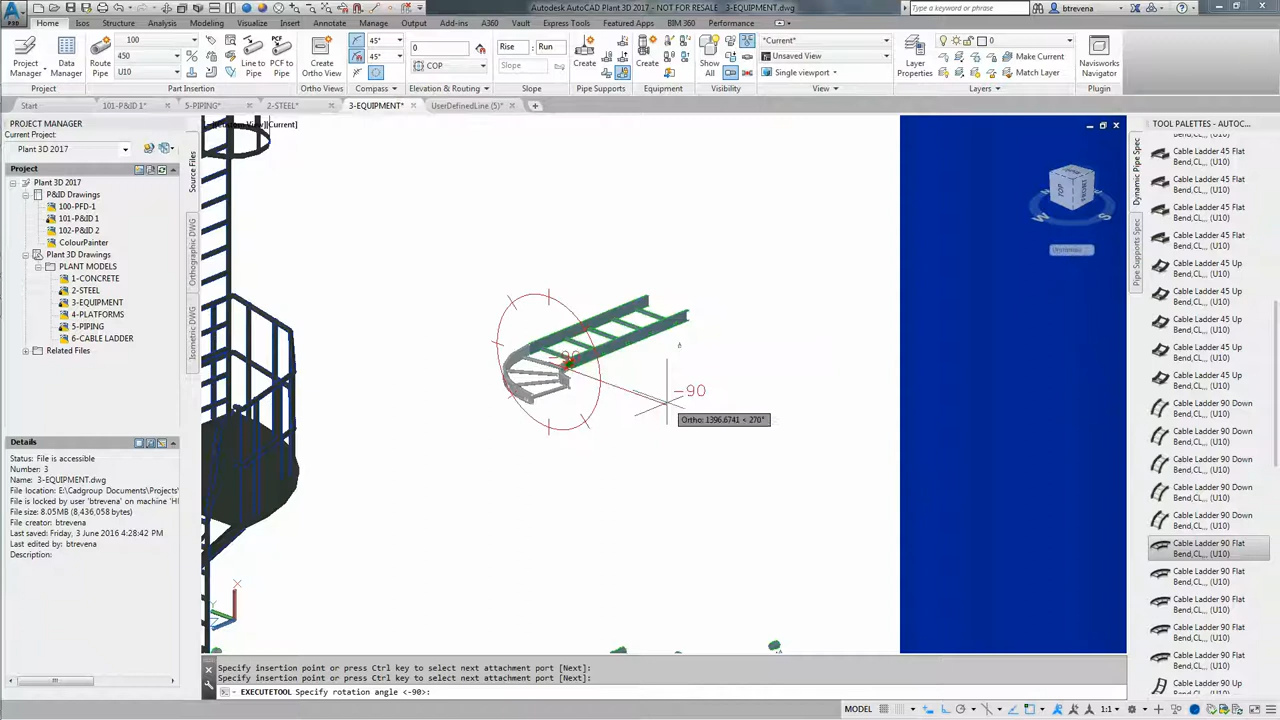 Autodesk AutoCAD Plant 3D 2017 - NOT FOR RESALE 3-EQUIPMENT.dwg
Type a keyword or phrase
btrevena
Home Isos Structure Analysis Modeling Visualize Insert Annotate Manage Output Add-ins A360 Vault Express Tools Featured Apps BIM 360 Performance
Project Manager
Data Manager
Project
Route Pipe
100
450
U10
Line to Pipe
PCF to Pipe
Part Insertion
Create Ortho View
Ortho Views
45°
45°
Compass
0
COP
Elevation & Routing
Rise Run
Slope
Slope
Create
Pipe Supports
Create
Equipment
Show All
Visibility
*Current*
Unsaved View
Single viewport
View
Layer Properties
0
Make Current
Match Layer
Layers
Navisworks Navigator
Plugin
Start 101-P&ID 1* 5-PIPING* 2-STEEL* 3-EQUIPMENT* UserDefinedLine (5)*
PROJECT MANAGER
Current Project:
Plant 3D 2017
Project
Plant 3D 2017
P&ID Drawings
100-PFD-1
101-P&ID 1
102-P&ID 2
ColourPainter
Plant 3D Drawings
PLANT MODELS
1-CONCRETE
2-STEEL
3-EQUIPMENT
4-PLATFORMS
5-PIPING
6-CABLE LADDER
Related Files
Source Files
Orthographic DWG
Isometric DWG
Details
Status: File is accessible
Number: 3
Name: 3-EQUIPMENT.dwg
File location: E:\Cadgroup Documents\Projects\
File is locked by user 'btrevena' on machine 'H
File size: 8.05MB (8,436,058 bytes)
File creator: btrevena
Last saved: Friday, 3 June 2016 4:28:42 PM
Last edited by: btrevena
Description:
-90
-90
Ortho: 1396.6741 < 270°
TOP
W
S
X
Y
Z
TOOL PALETTES - AUTOC...
Dynamic Pipe Spec
Pipe Supports Spec
Bend,CL,,, (U10)
Cable Ladder 45 Flat
Bend,CL,,, (U10)
Cable Ladder 45 Flat
Bend,CL,,, (U10)
Cable Ladder 45 Flat
Bend,CL,,, (U10)
Cable Ladder 45 Flat
Bend,CL,,, (U10)
Cable Ladder 45 Up
Bend,CL,,, (U10)
Cable Ladder 45 Up
Bend,CL,,, (U10)
Cable Ladder 45 Up
Bend,CL,,, (U10)
Cable Ladder 45 Up
Bend,CL,,, (U10)
Cable Ladder 45 Up
Bend,CL,,, (U10)
Cable Ladder 90 Down
Bend,CL,,, (U10)
Cable Ladder 90 Down
Bend,CL,,, (U10)
Cable Ladder 90 Down
Bend,CL,,, (U10)
Cable Ladder 90 Down
Bend,CL,,, (U10)
Cable Ladder 90 Down
Bend,CL,,, (U10)
Cable Ladder 90 Flat
Bend,CL,,, (U10)
Cable Ladder 90 Flat
Bend,CL,,, (U10)
Cable Ladder 90 Flat
Bend,CL,,, (U10)
Cable Ladder 90 Flat
Bend,CL,,, (U10)
Cable Ladder 90 Flat
Bend,CL,,, (U10)
Cable Ladder 90 Up
Specify insertion point or press Ctrl key to select next attachment port [Next]:
Specify insertion point or press Ctrl key to select next attachment port [Next]:
EXECUTETOOL Specify rotation angle <-90>:
MODEL
1:1